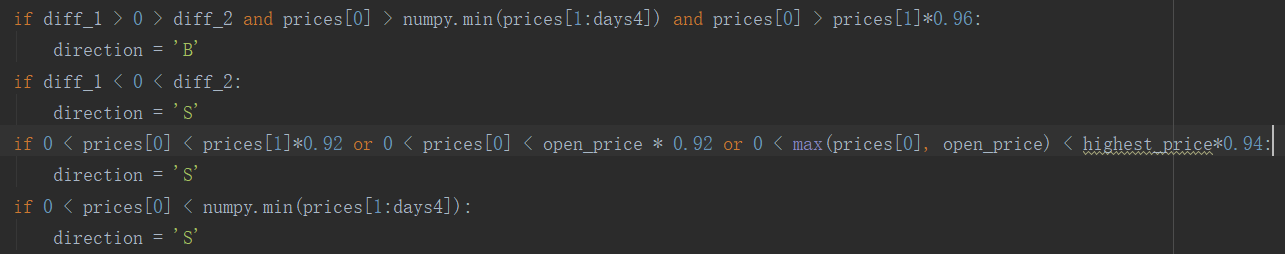 if diff_1 > 0 > diff_2 and prices[0] > numpy.min(prices[1:days4]) and prices[0] > prices[1]*0.96:
    direction = 'B'
if diff_1 < 0 < diff_2:
    direction = 'S'
if 0 < prices[0] < prices[1]*0.92 or 0 < prices[0] < open_price * 0.92 or 0 < max(prices[0], open_price) < highest_price*0.94:
    direction = 'S'
if 0 < prices[0] < numpy.min(prices[1:days4]):
    direction = 'S'